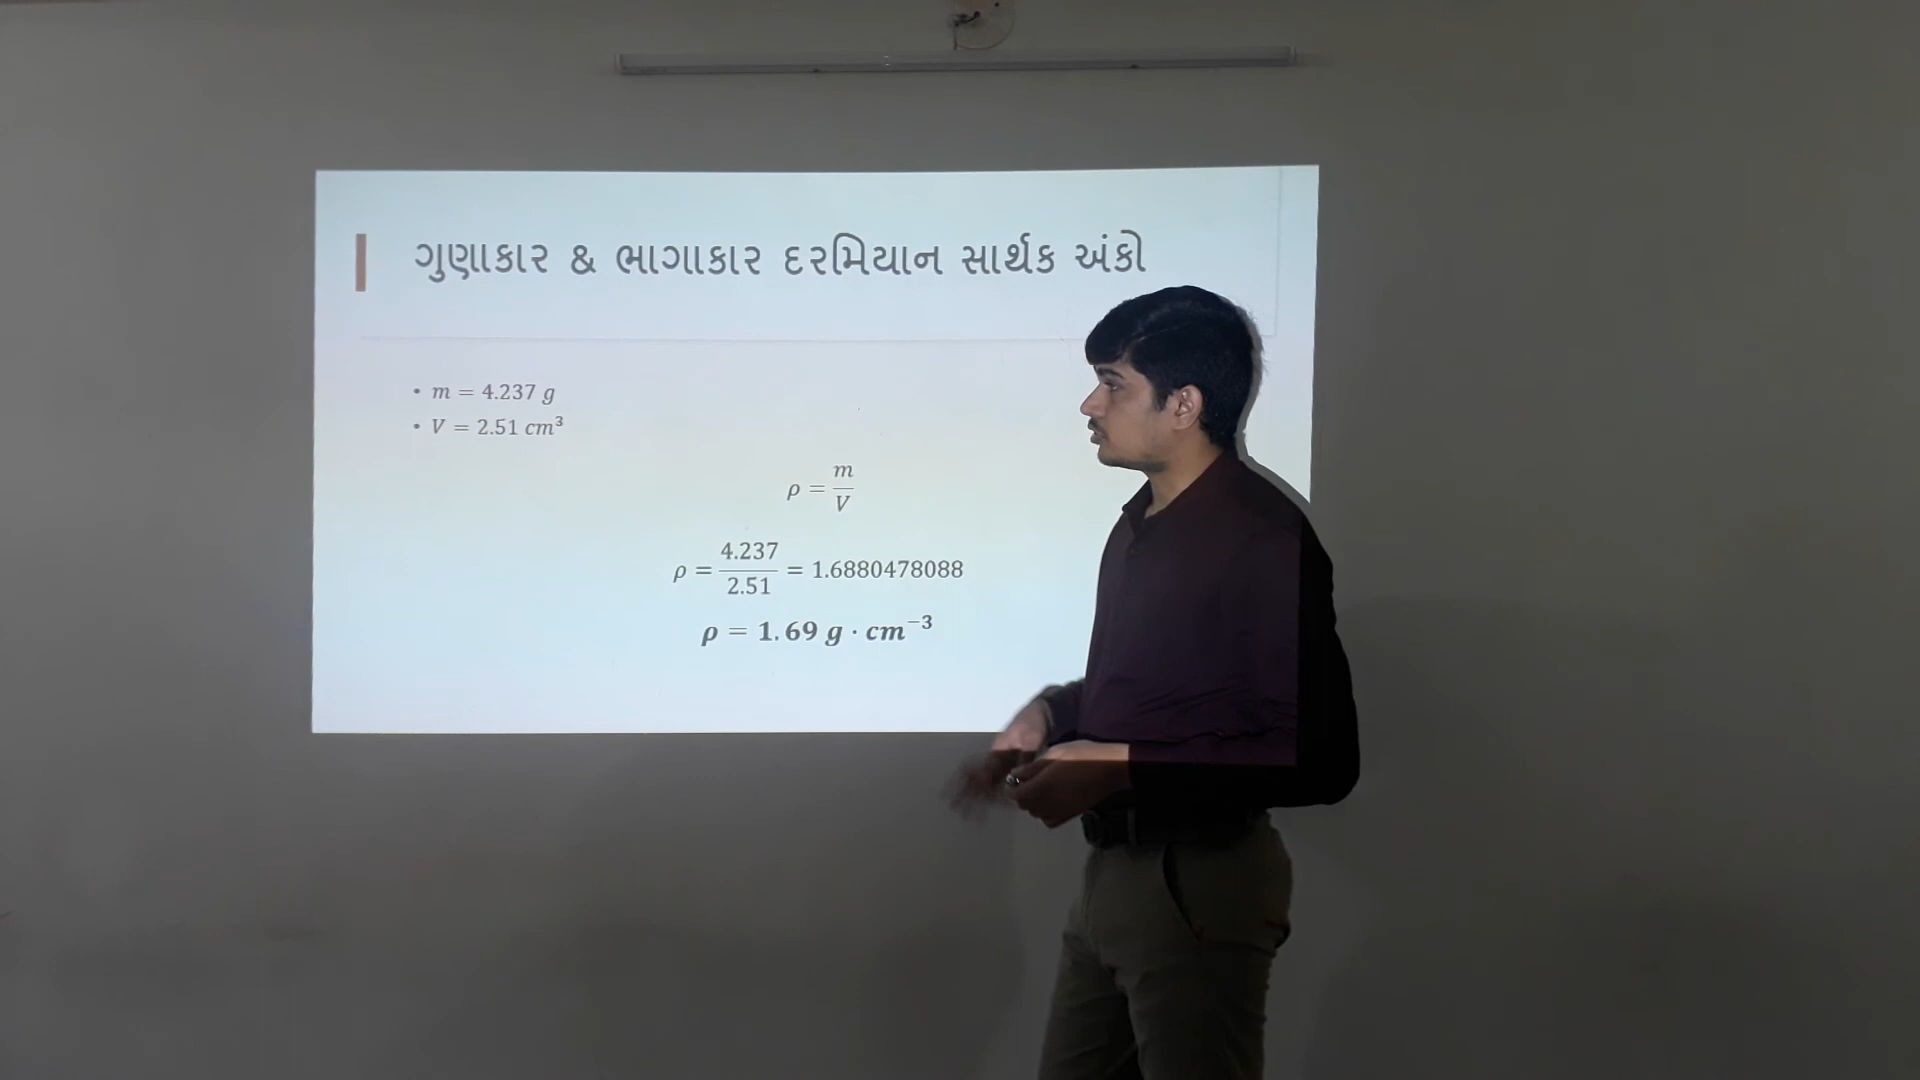 ગુણાકાર & ભાગાકાર દરમિયાન સાર્થક અંકો
• m = 4.237 g
• V = 2.51 cm³
ρ = m/V
ρ = 4.237/2.51 = 1.6880478088
ρ = 1.69 g · cm⁻³